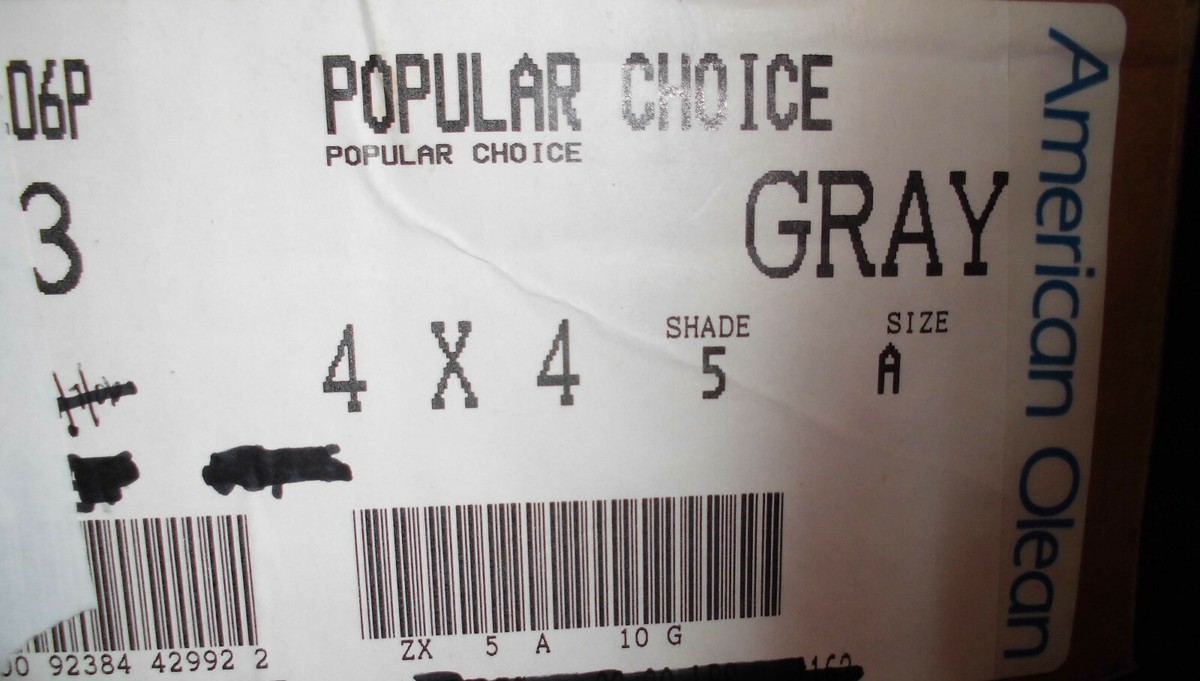 06P
POPULAR CHOICE
POPULAR CHOICE
3
GRAY
SHADE
SIZE
4 X 4
5
A
92384 42992 2
ZX 5 A 10 G
American Olean